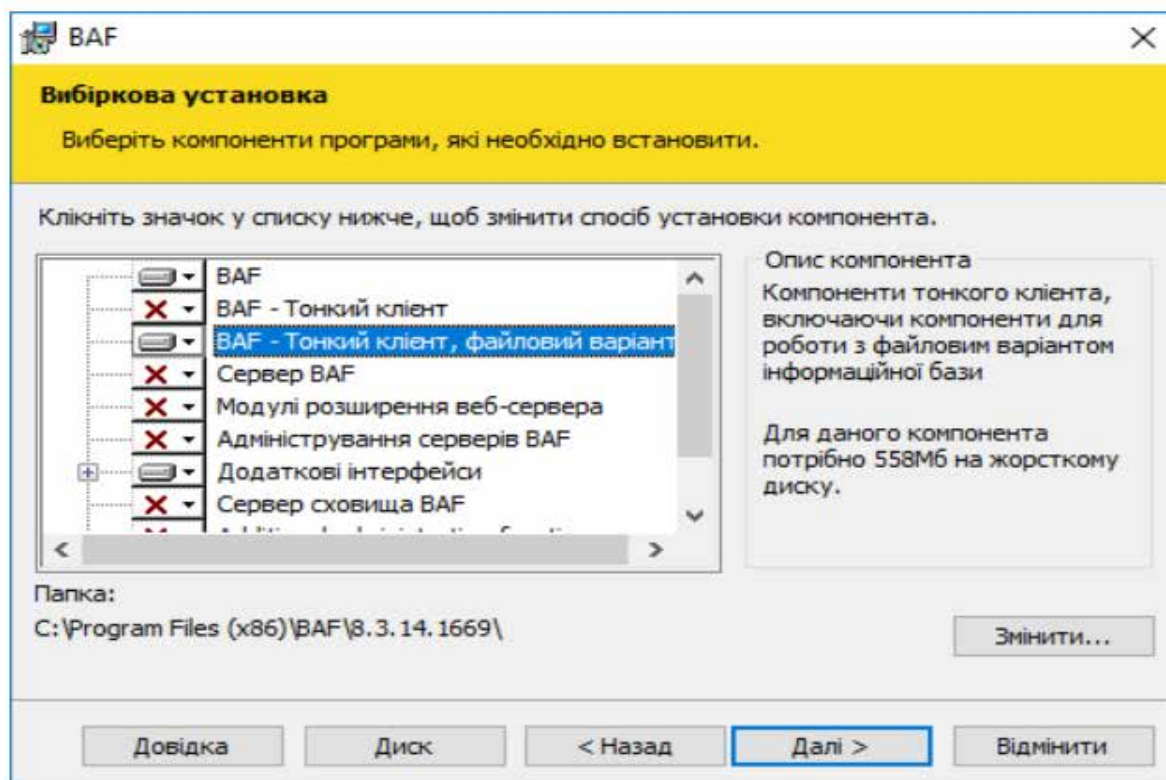 BAF
Вибіркова установка
Виберіть компоненти програми, які необхідно встановити.
Клікніть значок у списку нижче, щоб змінити спосіб установки компонента.
BAF
BAF - Тонкий клієнт
BAF - Тонкий клієнт, файловий варіант
Сервер BAF
Модулі розширення веб-сервера
Адміністрування серверів BAF
Додаткові інтерфейси
Сервер сховища BAF
Опис компонента
Компоненти тонкого клієнта,
включаючи компоненти для
роботи з файловим варіантом
інформаційної бази
Для даного компонента
потрібно 558Мб на жорсткому
диску.
Папка:
C:\Program Files (x86)\BAF\8.3.14.1669\
Змінити...
Довідка
Диск
< Назад
Далі >
Відмінити